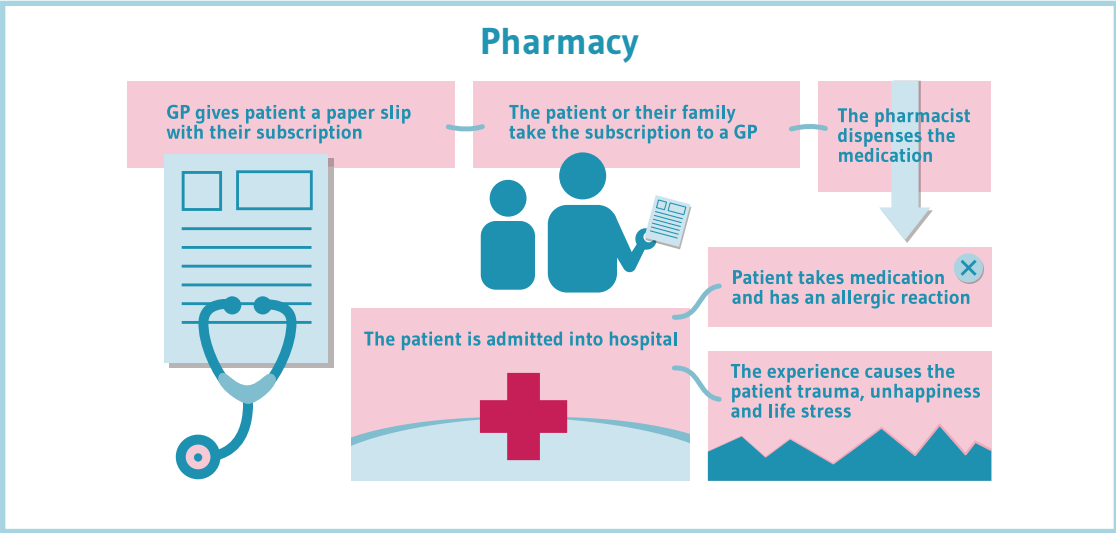 Pharmacy
GP gives patient a paper slip
with their subscription
The patient or their family
take the subscription to a GP
The pharmacist
dispenses the
medication
Patient takes medication
and has an allergic reaction
The patient is admitted into hospital
The experience causes the
patient trauma, unhappiness
and life stress